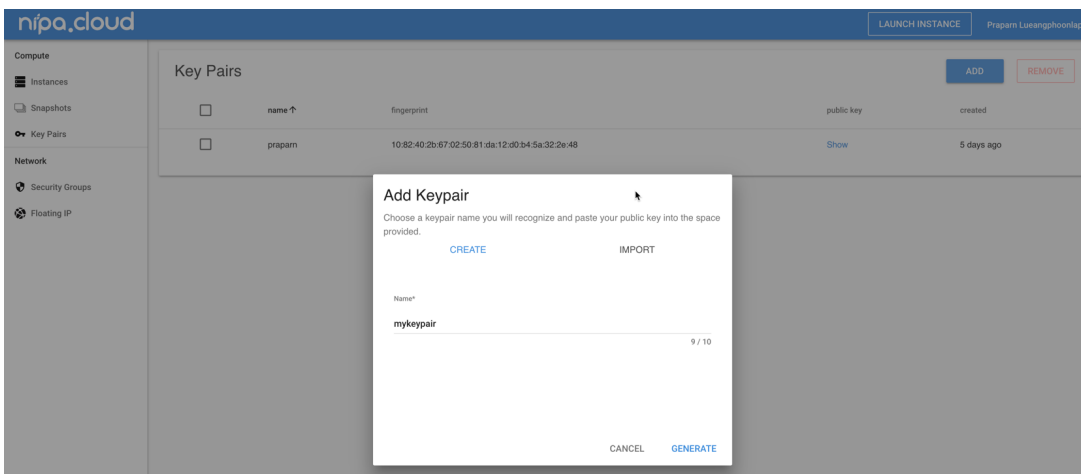 nipa.cloud
LAUNCH INSTANCE
Praparn Lueangphoonlap
Compute
Instances
Snapshots
Key Pairs
Network
Security Groups
Floating IP
Key Pairs
ADD
REMOVE
name ↑
fingerprint
public key
created
praparn
10:82:40:2b:67:02:50:81:da:12:d0:b4:5a:32:2e:48
Show
5 days ago
Add Keypair
Choose a keypair name you will recognize and paste your public key into the space
provided.
CREATE
IMPORT
Name*
mykeypair
9 / 10
CANCEL
GENERATE